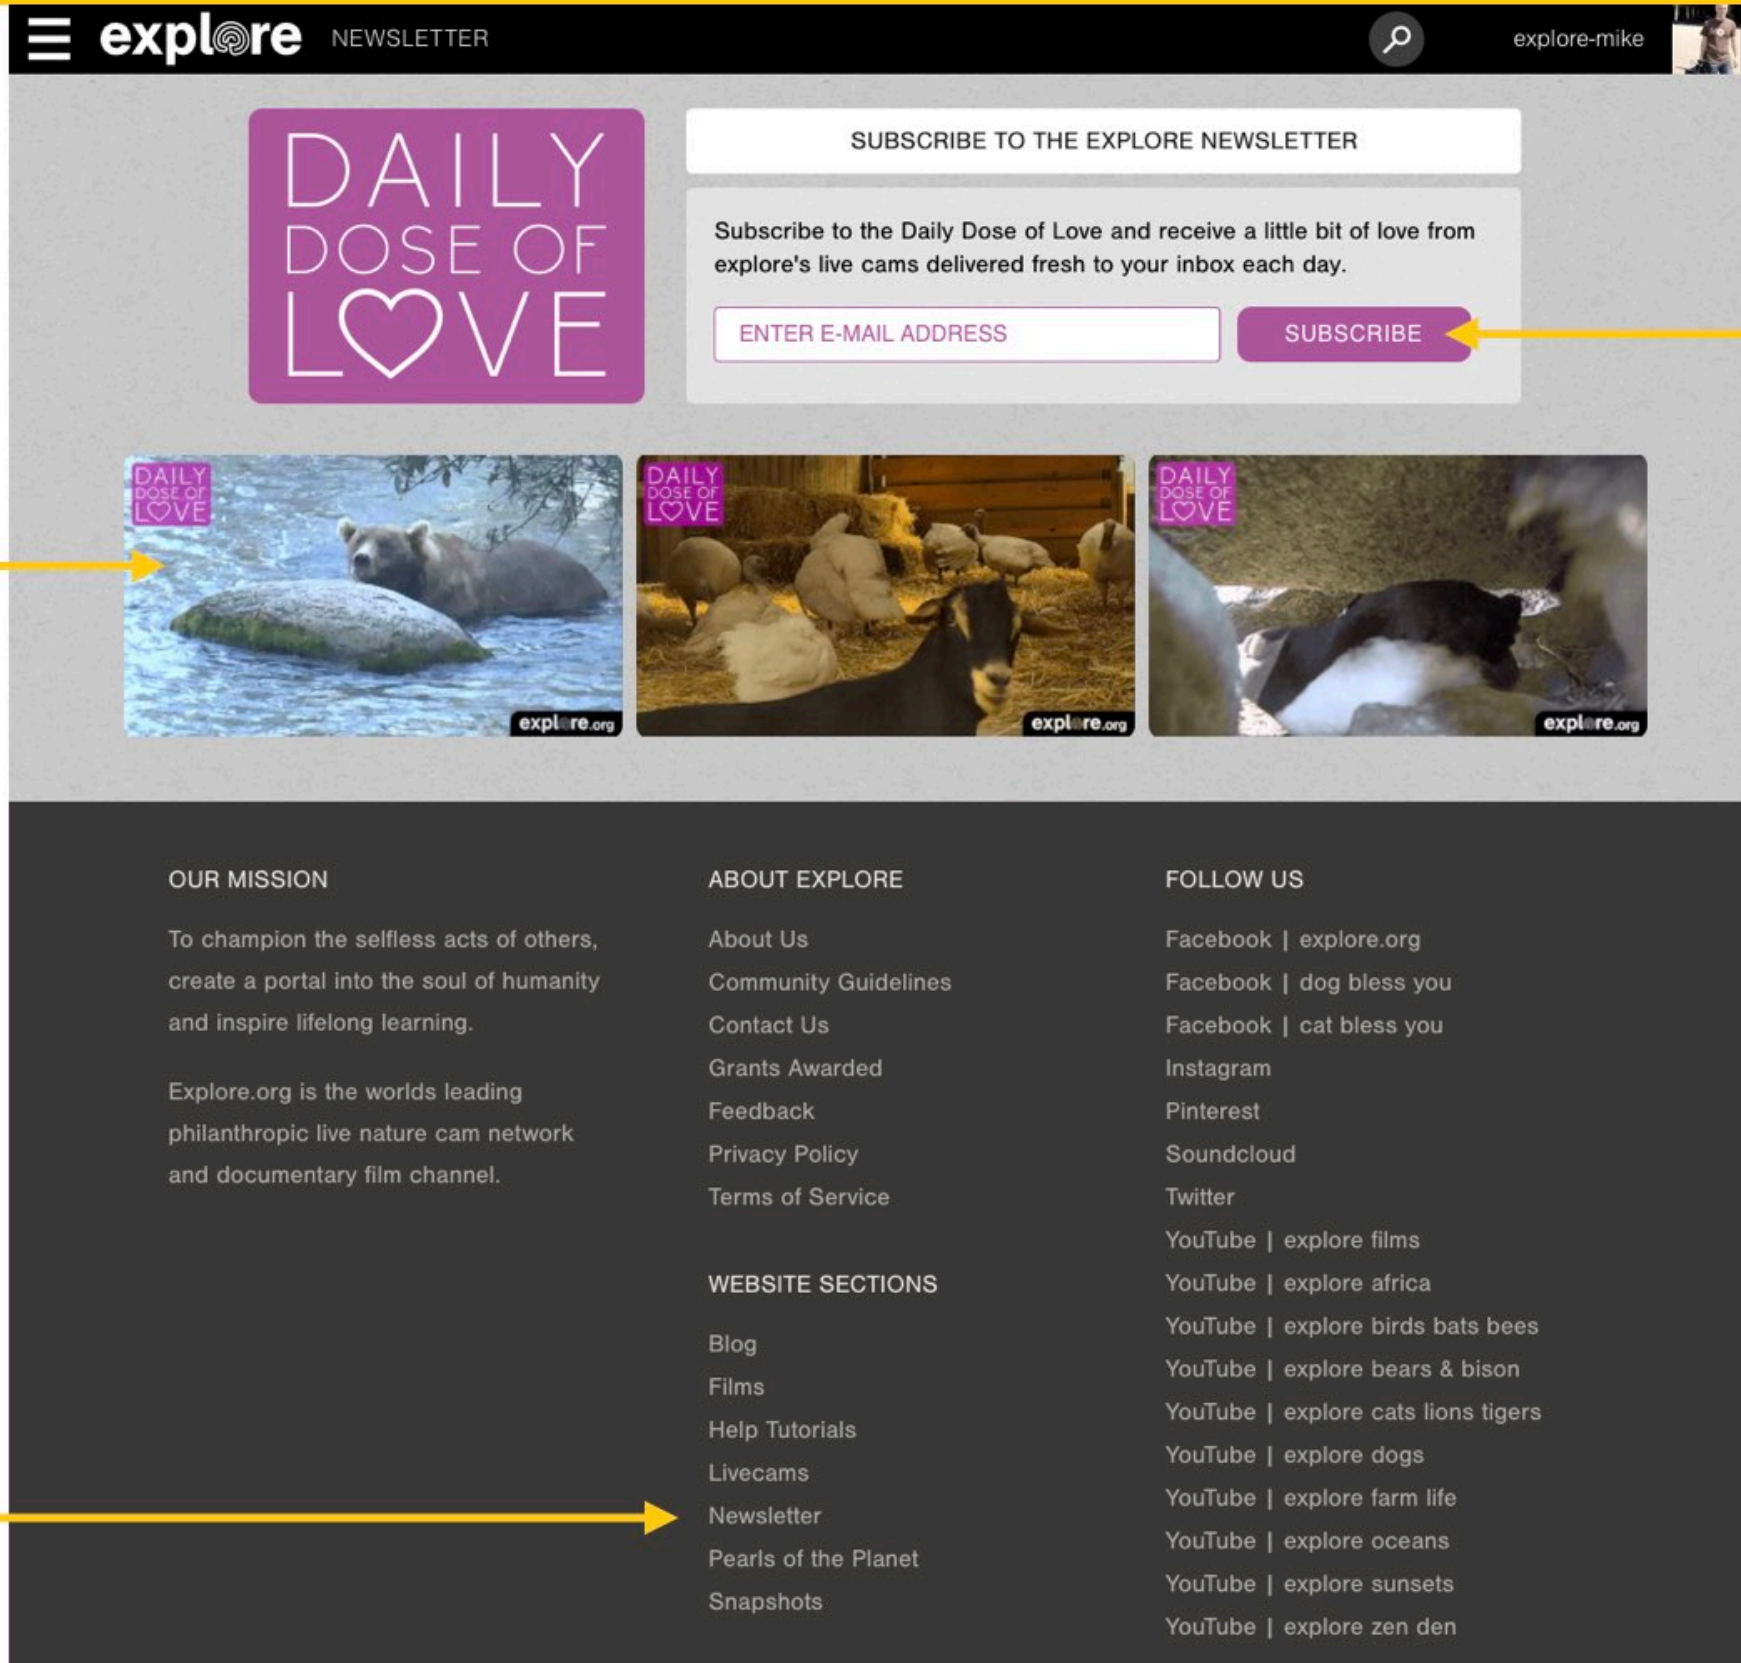 explore NEWSLETTER
explore-mike
DAILY
DOSE OF
LOVE
SUBSCRIBE TO THE EXPLORE NEWSLETTER
Subscribe to the Daily Dose of Love and receive a little bit of love from
explore's live cams delivered fresh to your inbox each day.
ENTER E-MAIL ADDRESS
SUBSCRIBE
DAILY
DOSE OF
LOVE
explore.org
DAILY
DOSE OF
LOVE
explore.org
DAILY
DOSE OF
LOVE
explore.org
OUR MISSION
To champion the selfless acts of others,
create a portal into the soul of humanity
and inspire lifelong learning.
Explore.org is the worlds leading
philanthropic live nature cam network
and documentary film channel.
ABOUT EXPLORE
About Us
Community Guidelines
Contact Us
Grants Awarded
Feedback
Privacy Policy
Terms of Service
WEBSITE SECTIONS
Blog
Films
Help Tutorials
Livecams
Newsletter
Pearls of the Planet
Snapshots
FOLLOW US
Facebook | explore.org
Facebook | dog bless you
Facebook | cat bless you
Instagram
Pinterest
Soundcloud
Twitter
YouTube | explore films
YouTube | explore africa
YouTube | explore birds bats bees
YouTube | explore bears & bison
YouTube | explore cats lions tigers
YouTube | explore dogs
YouTube | explore farm life
YouTube | explore oceans
YouTube | explore sunsets
YouTube | explore zen den